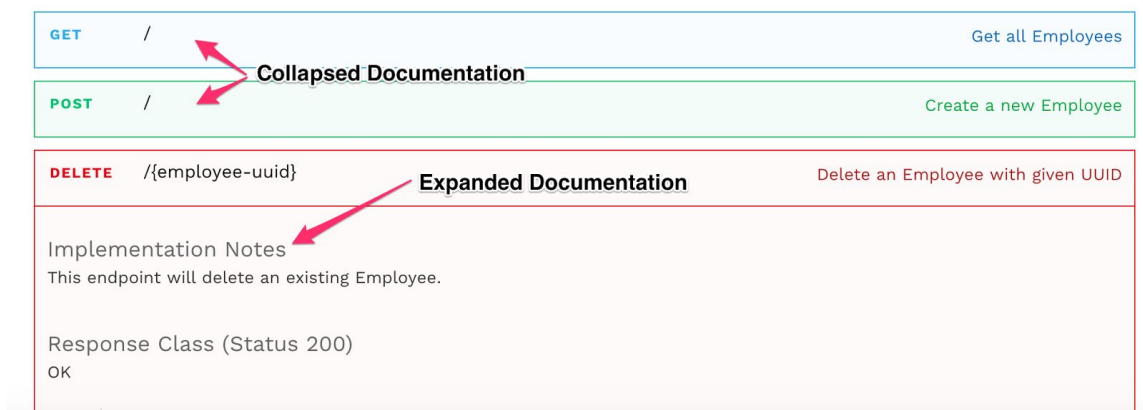 GET / Get all Employees
Collapsed Documentation
POST / Create a new Employee
DELETE /{employee-uuid} Delete an Employee with given UUID
Expanded Documentation
Implementation Notes
This endpoint will delete an existing Employee.
Response Class (Status 200)
OK